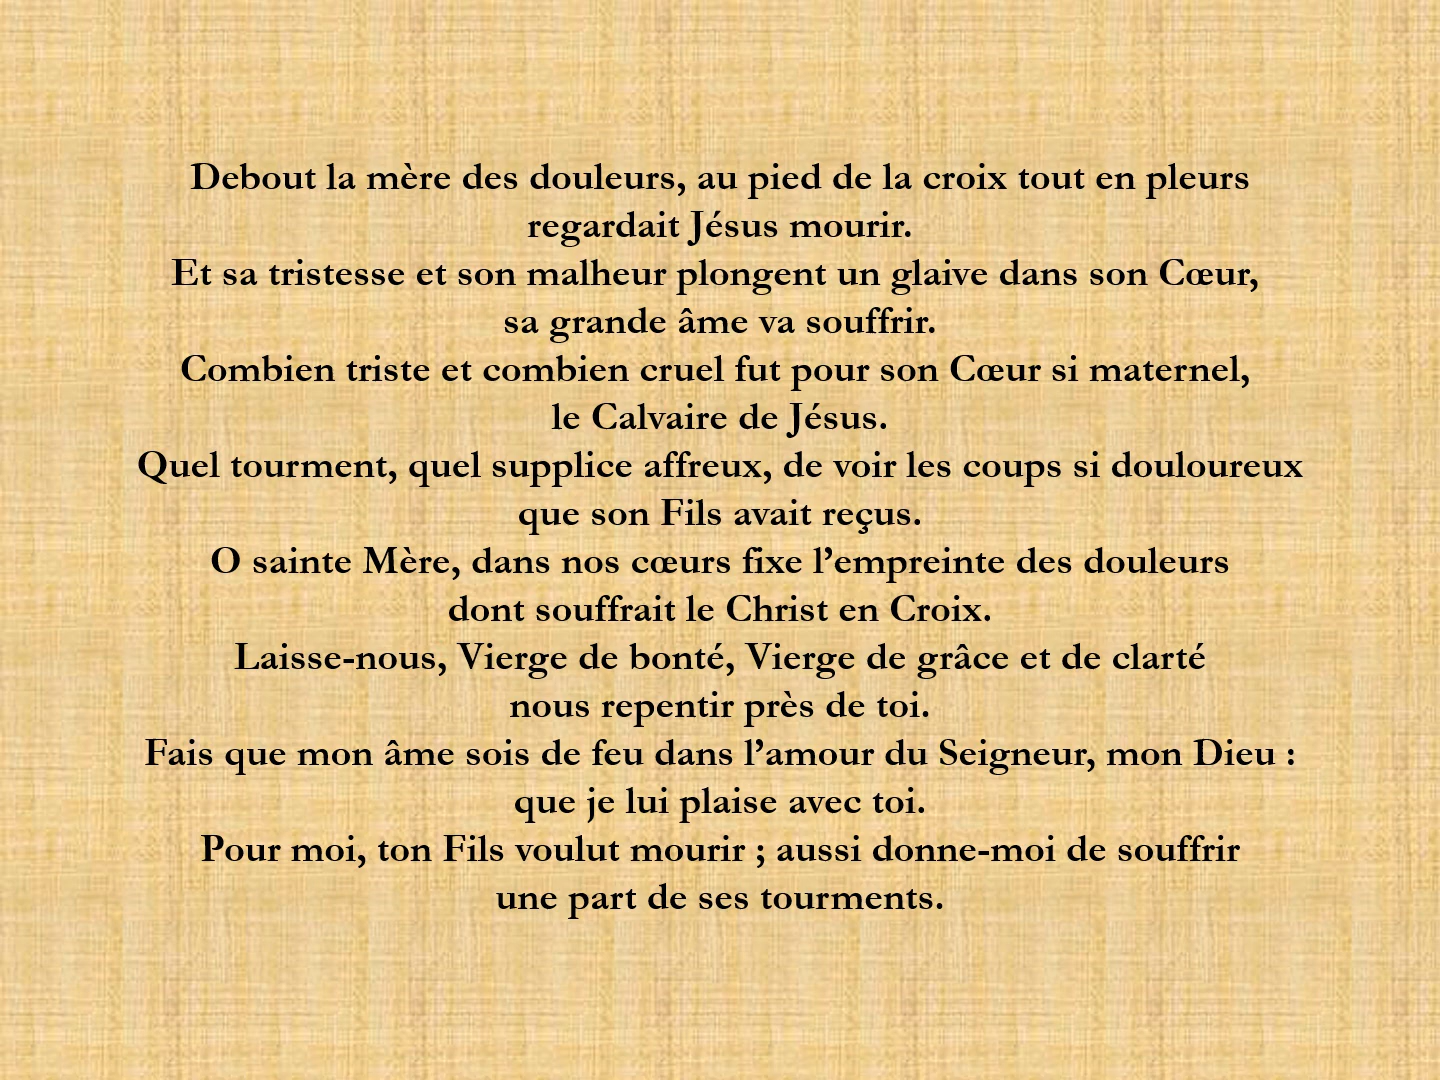 Debout la mère des douleurs, au pied de la croix tout en pleurs
regardait Jésus mourir.
Et sa tristesse et son malheur plongent un glaive dans son Cœur,
sa grande âme va souffrir.
Combien triste et combien cruel fut pour son Cœur si maternel,
le Calvaire de Jésus.
Quel tourment, quel supplice affreux, de voir les coups si douloureux
que son Fils avait reçus.
O sainte Mère, dans nos cœurs fixe l’empreinte des douleurs
dont souffrait le Christ en Croix.
Laisse-nous, Vierge de bonté, Vierge de grâce et de clarté
nous repentir près de toi.
Fais que mon âme sois de feu dans l’amour du Seigneur, mon Dieu :
que je lui plaise avec toi.
Pour moi, ton Fils voulut mourir ; aussi donne-moi de souffrir
une part de ses tourments.